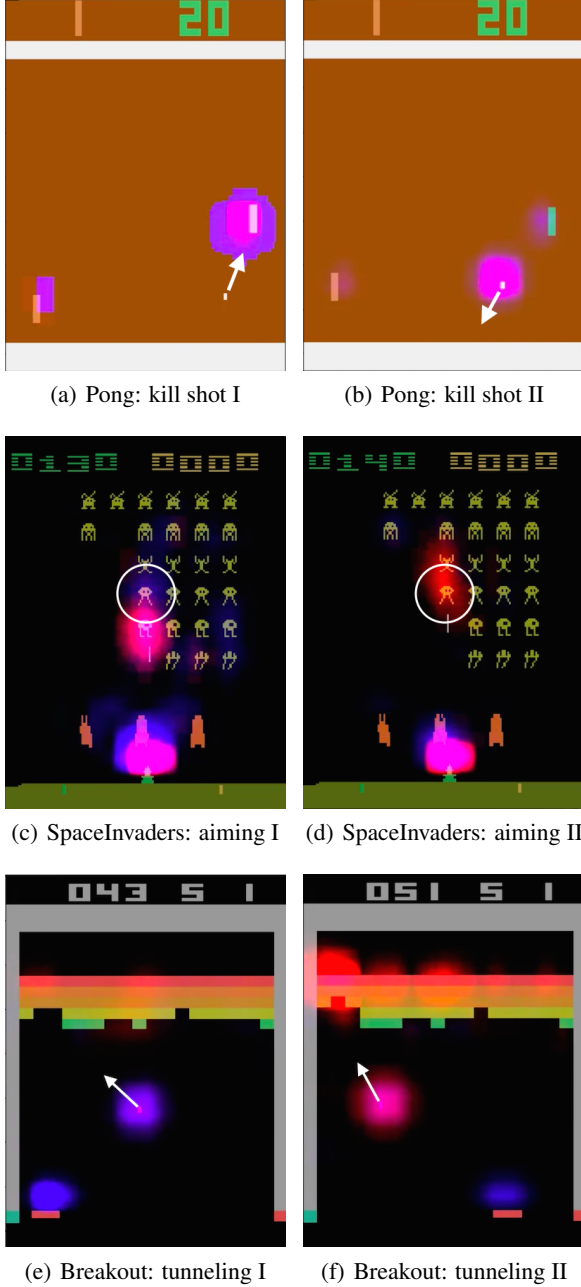 20 20
(a) Pong: kill shot I (b) Pong: kill shot II
0130 0000 0140 0000
(c) SpaceInvaders: aiming I (d) SpaceInvaders: aiming II
043 5 1 051 5 1
(e) Breakout: tunneling I (f) Breakout: tunneling II